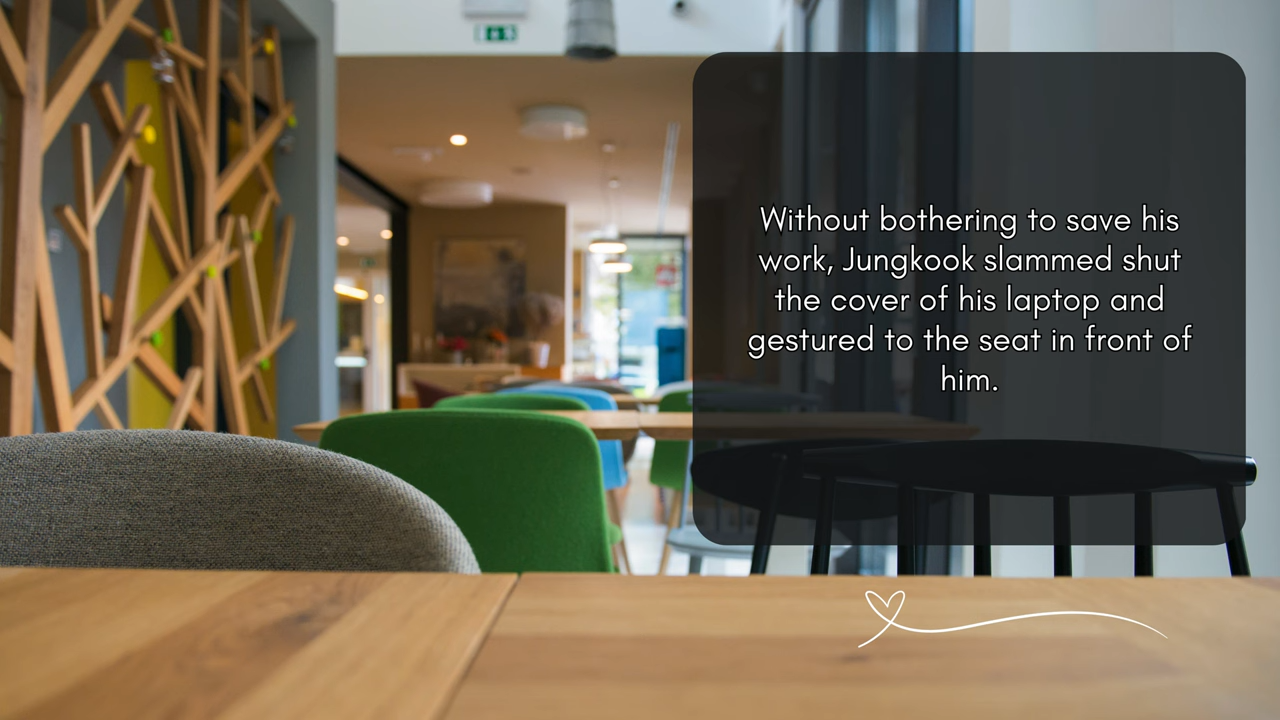 Without bothering to save his
work, Jungkook slammed shut
the cover of his laptop and
gestured to the seat in front of
him.